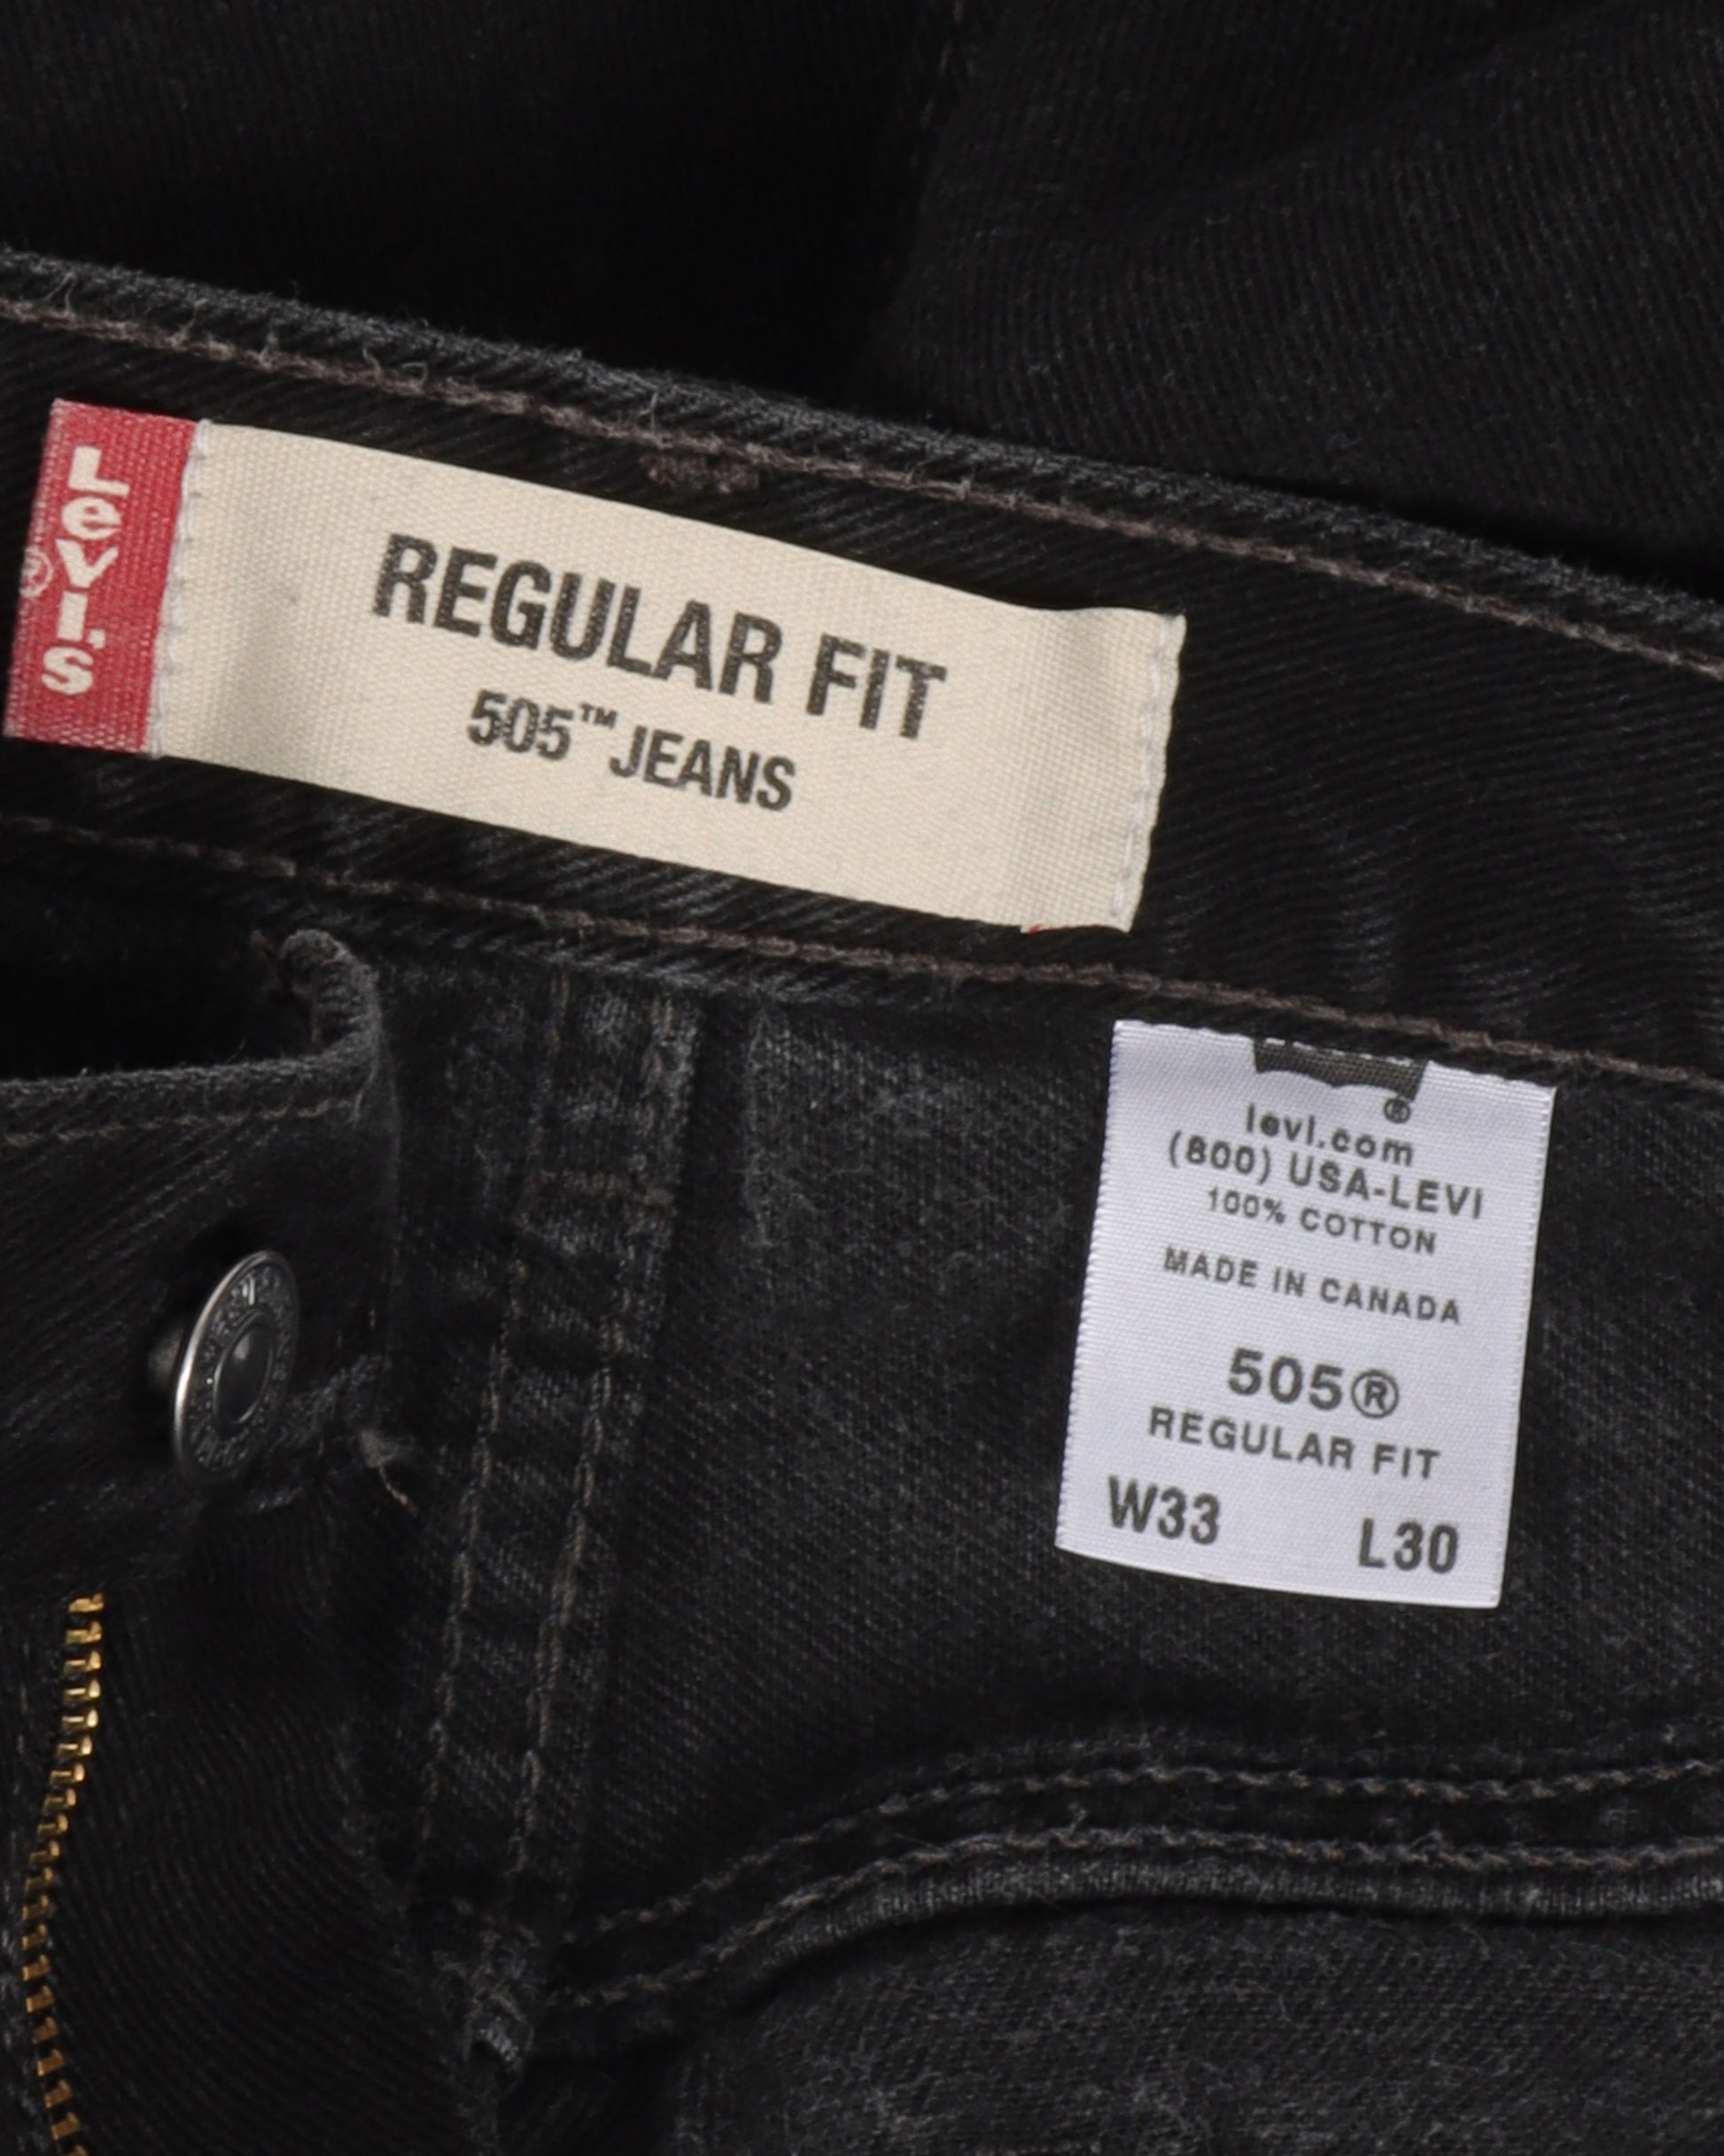 Levi's
®
REGULAR FIT
505™ JEANS
®
levi.com
(800) USA-LEVI
100% COTTON
MADE IN CANADA
505®
REGULAR FIT
W33 L30